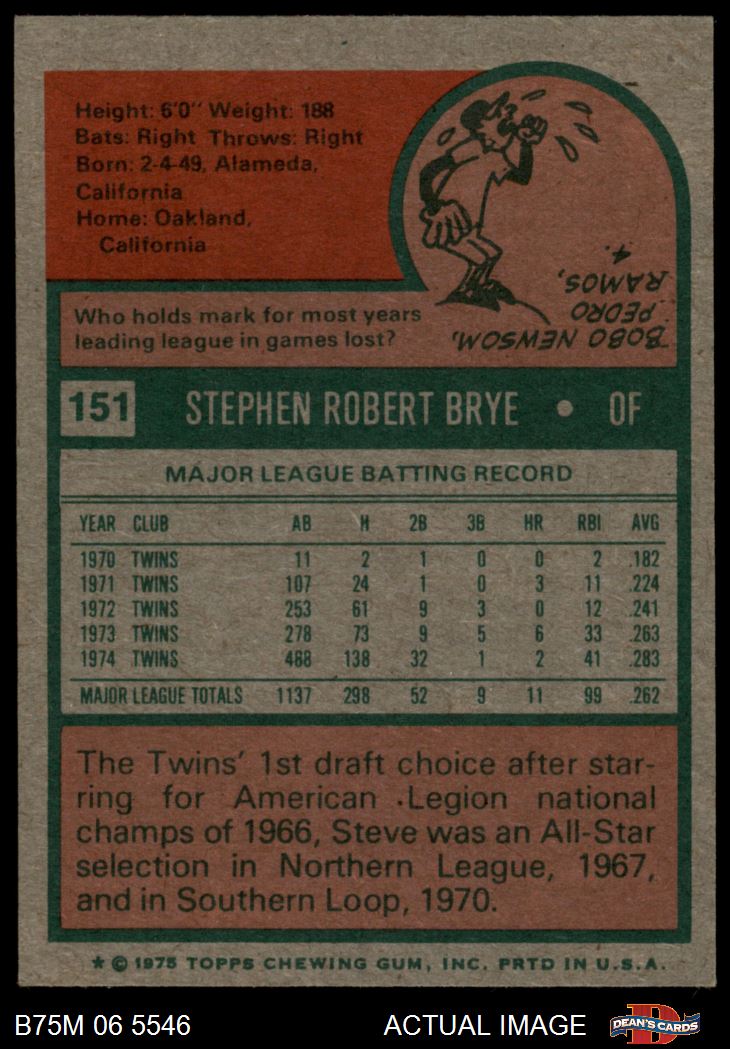 Height: 6'0" Weight: 188
Bats: Right Throws: Right
Born: 2-4-49, Alameda,
California
Home: Oakland,
California
Who holds mark for most years
leading league in games lost?
BOBO NEWSOM,
PEDRO
RAMOS,
4.
151 STEPHEN ROBERT BRYE • OF
MAJOR LEAGUE BATTING RECORD
YEAR CLUB AB H 2B 3B HR RBI AVG
1970 TWINS 11 2 1 0 0 2 .182
1971 TWINS 107 24 1 0 3 11 .224
1972 TWINS 253 61 9 3 0 12 .241
1973 TWINS 278 73 9 5 6 33 .263
1974 TWINS 488 138 32 1 2 41 .283
MAJOR LEAGUE TOTALS 1137 298 52 9 11 99 .262
The Twins' 1st draft choice after star-
ring for American Legion national
champs of 1966, Steve was an All-Star
selection in Northern League, 1967,
and in Southern Loop, 1970.
* © 1975 TOPPS CHEWING GUM, INC. PRTD IN U.S.A.
B75M 06 5546 ACTUAL IMAGE DEAN'S CARDS